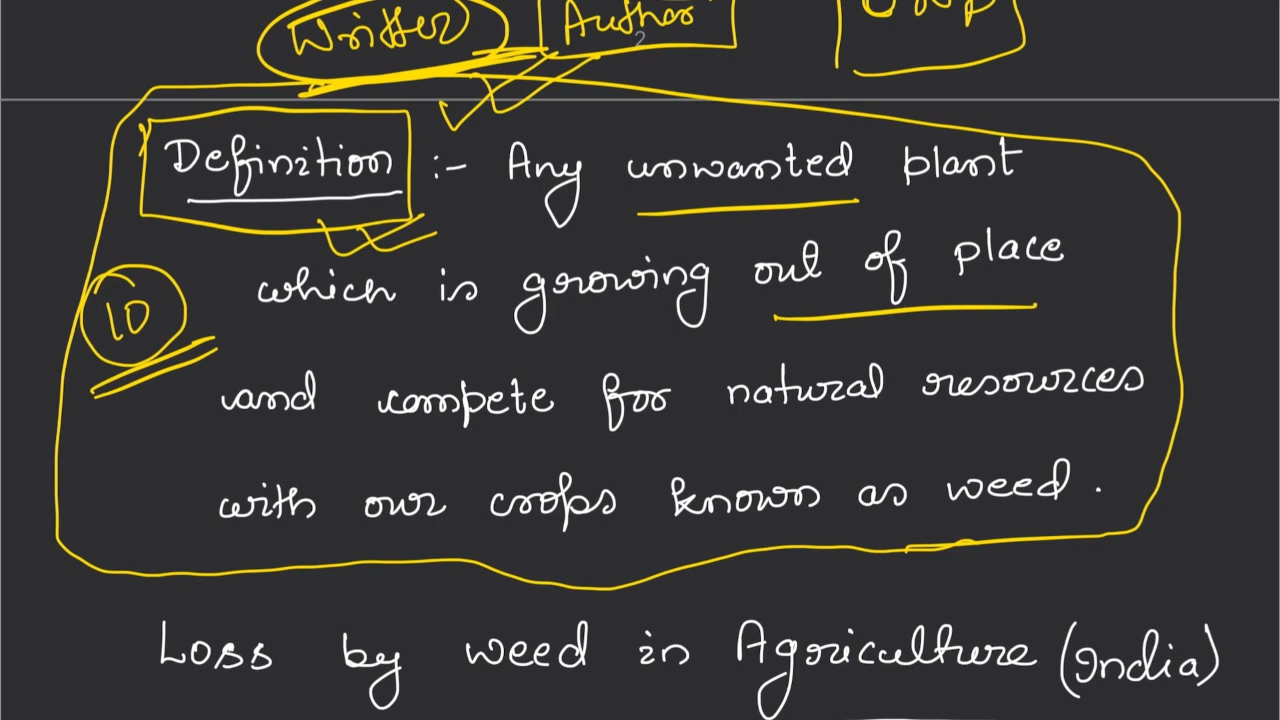 Writter Author
Definition :- Any unwanted plant
which is growing out of place
10
and compete for natural resources
with our crops known as weed.
Loss by weed in Agriculture (India)